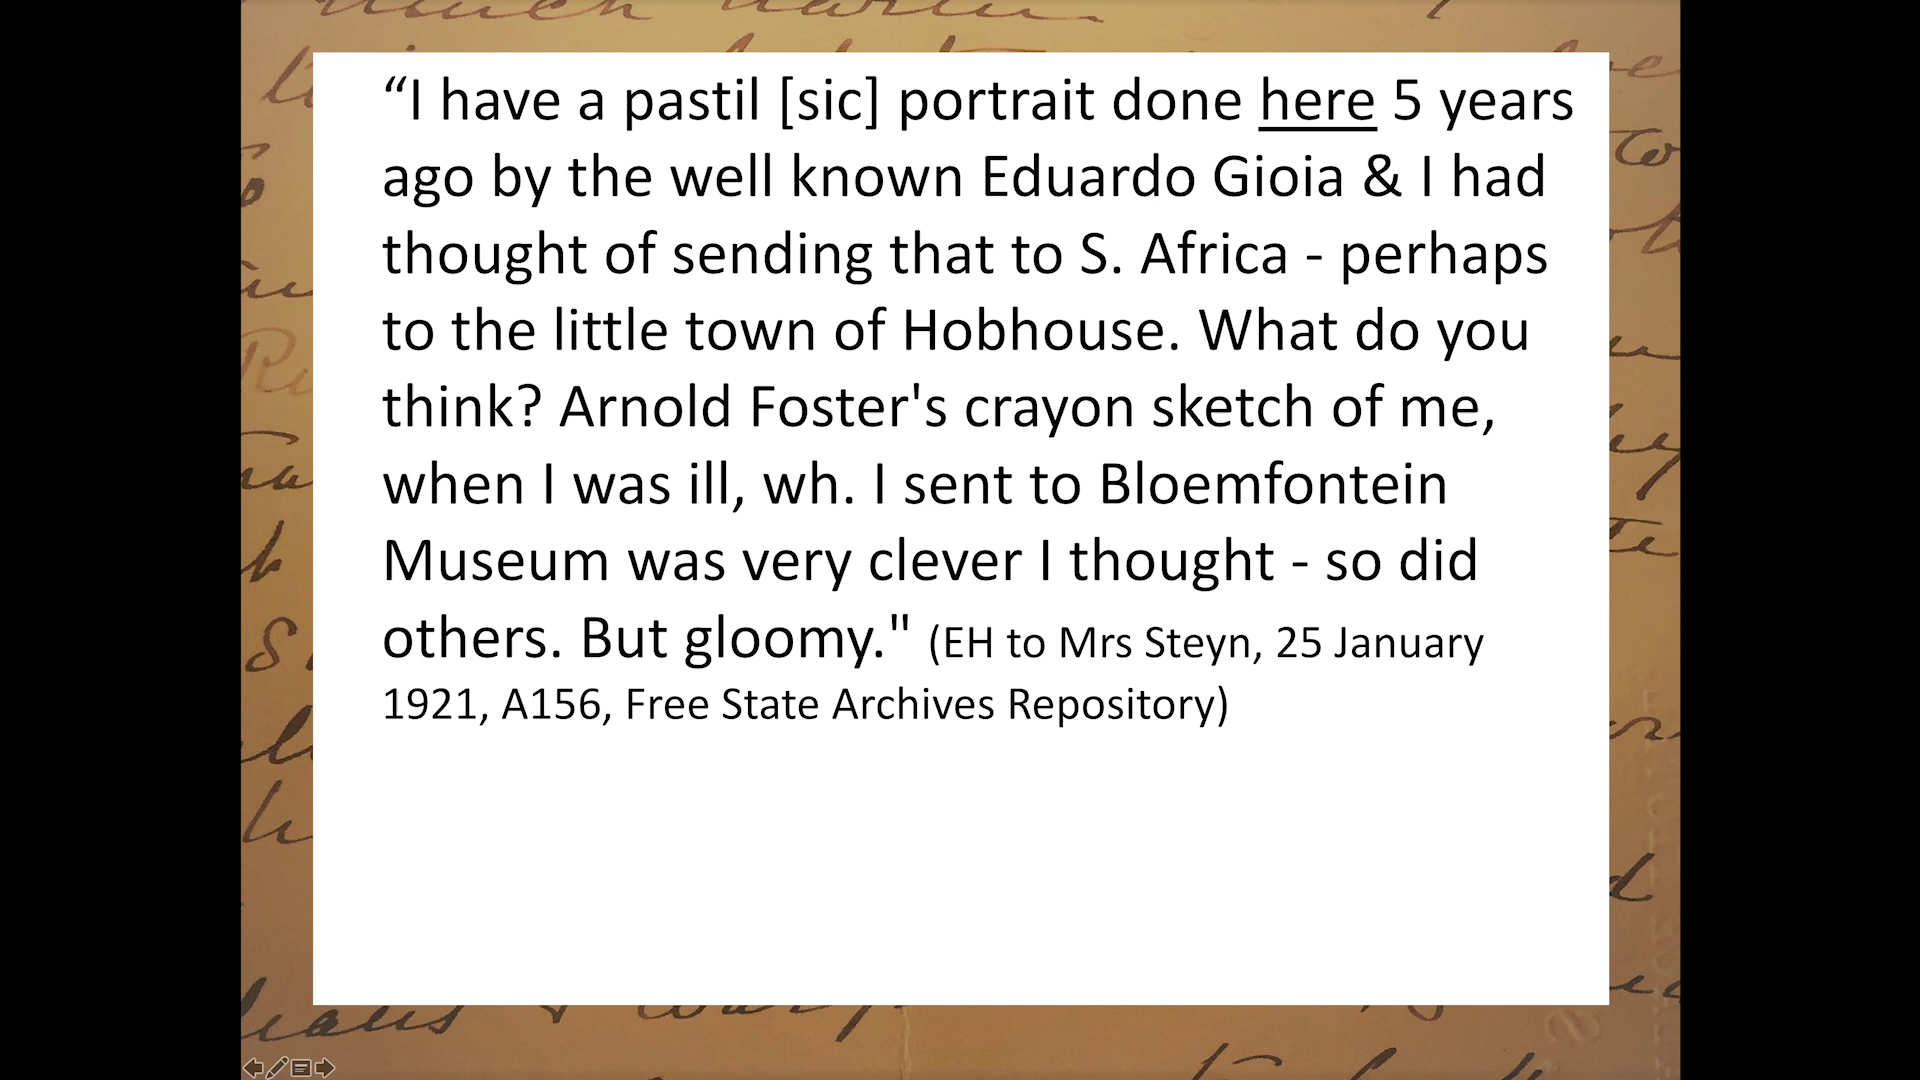 much
“I have a pastil [sic] portrait done here 5 years
ago by the well known Eduardo Gioia & I had
thought of sending that to S. Africa - perhaps
to the little town of Hobhouse. What do you
think? Arnold Foster's crayon sketch of me,
when I was ill, wh. I sent to Bloemfontein
Museum was very clever I thought - so did
others. But gloomy." (EH to Mrs Steyn, 25 January
1921, A156, Free State Archives Repository)